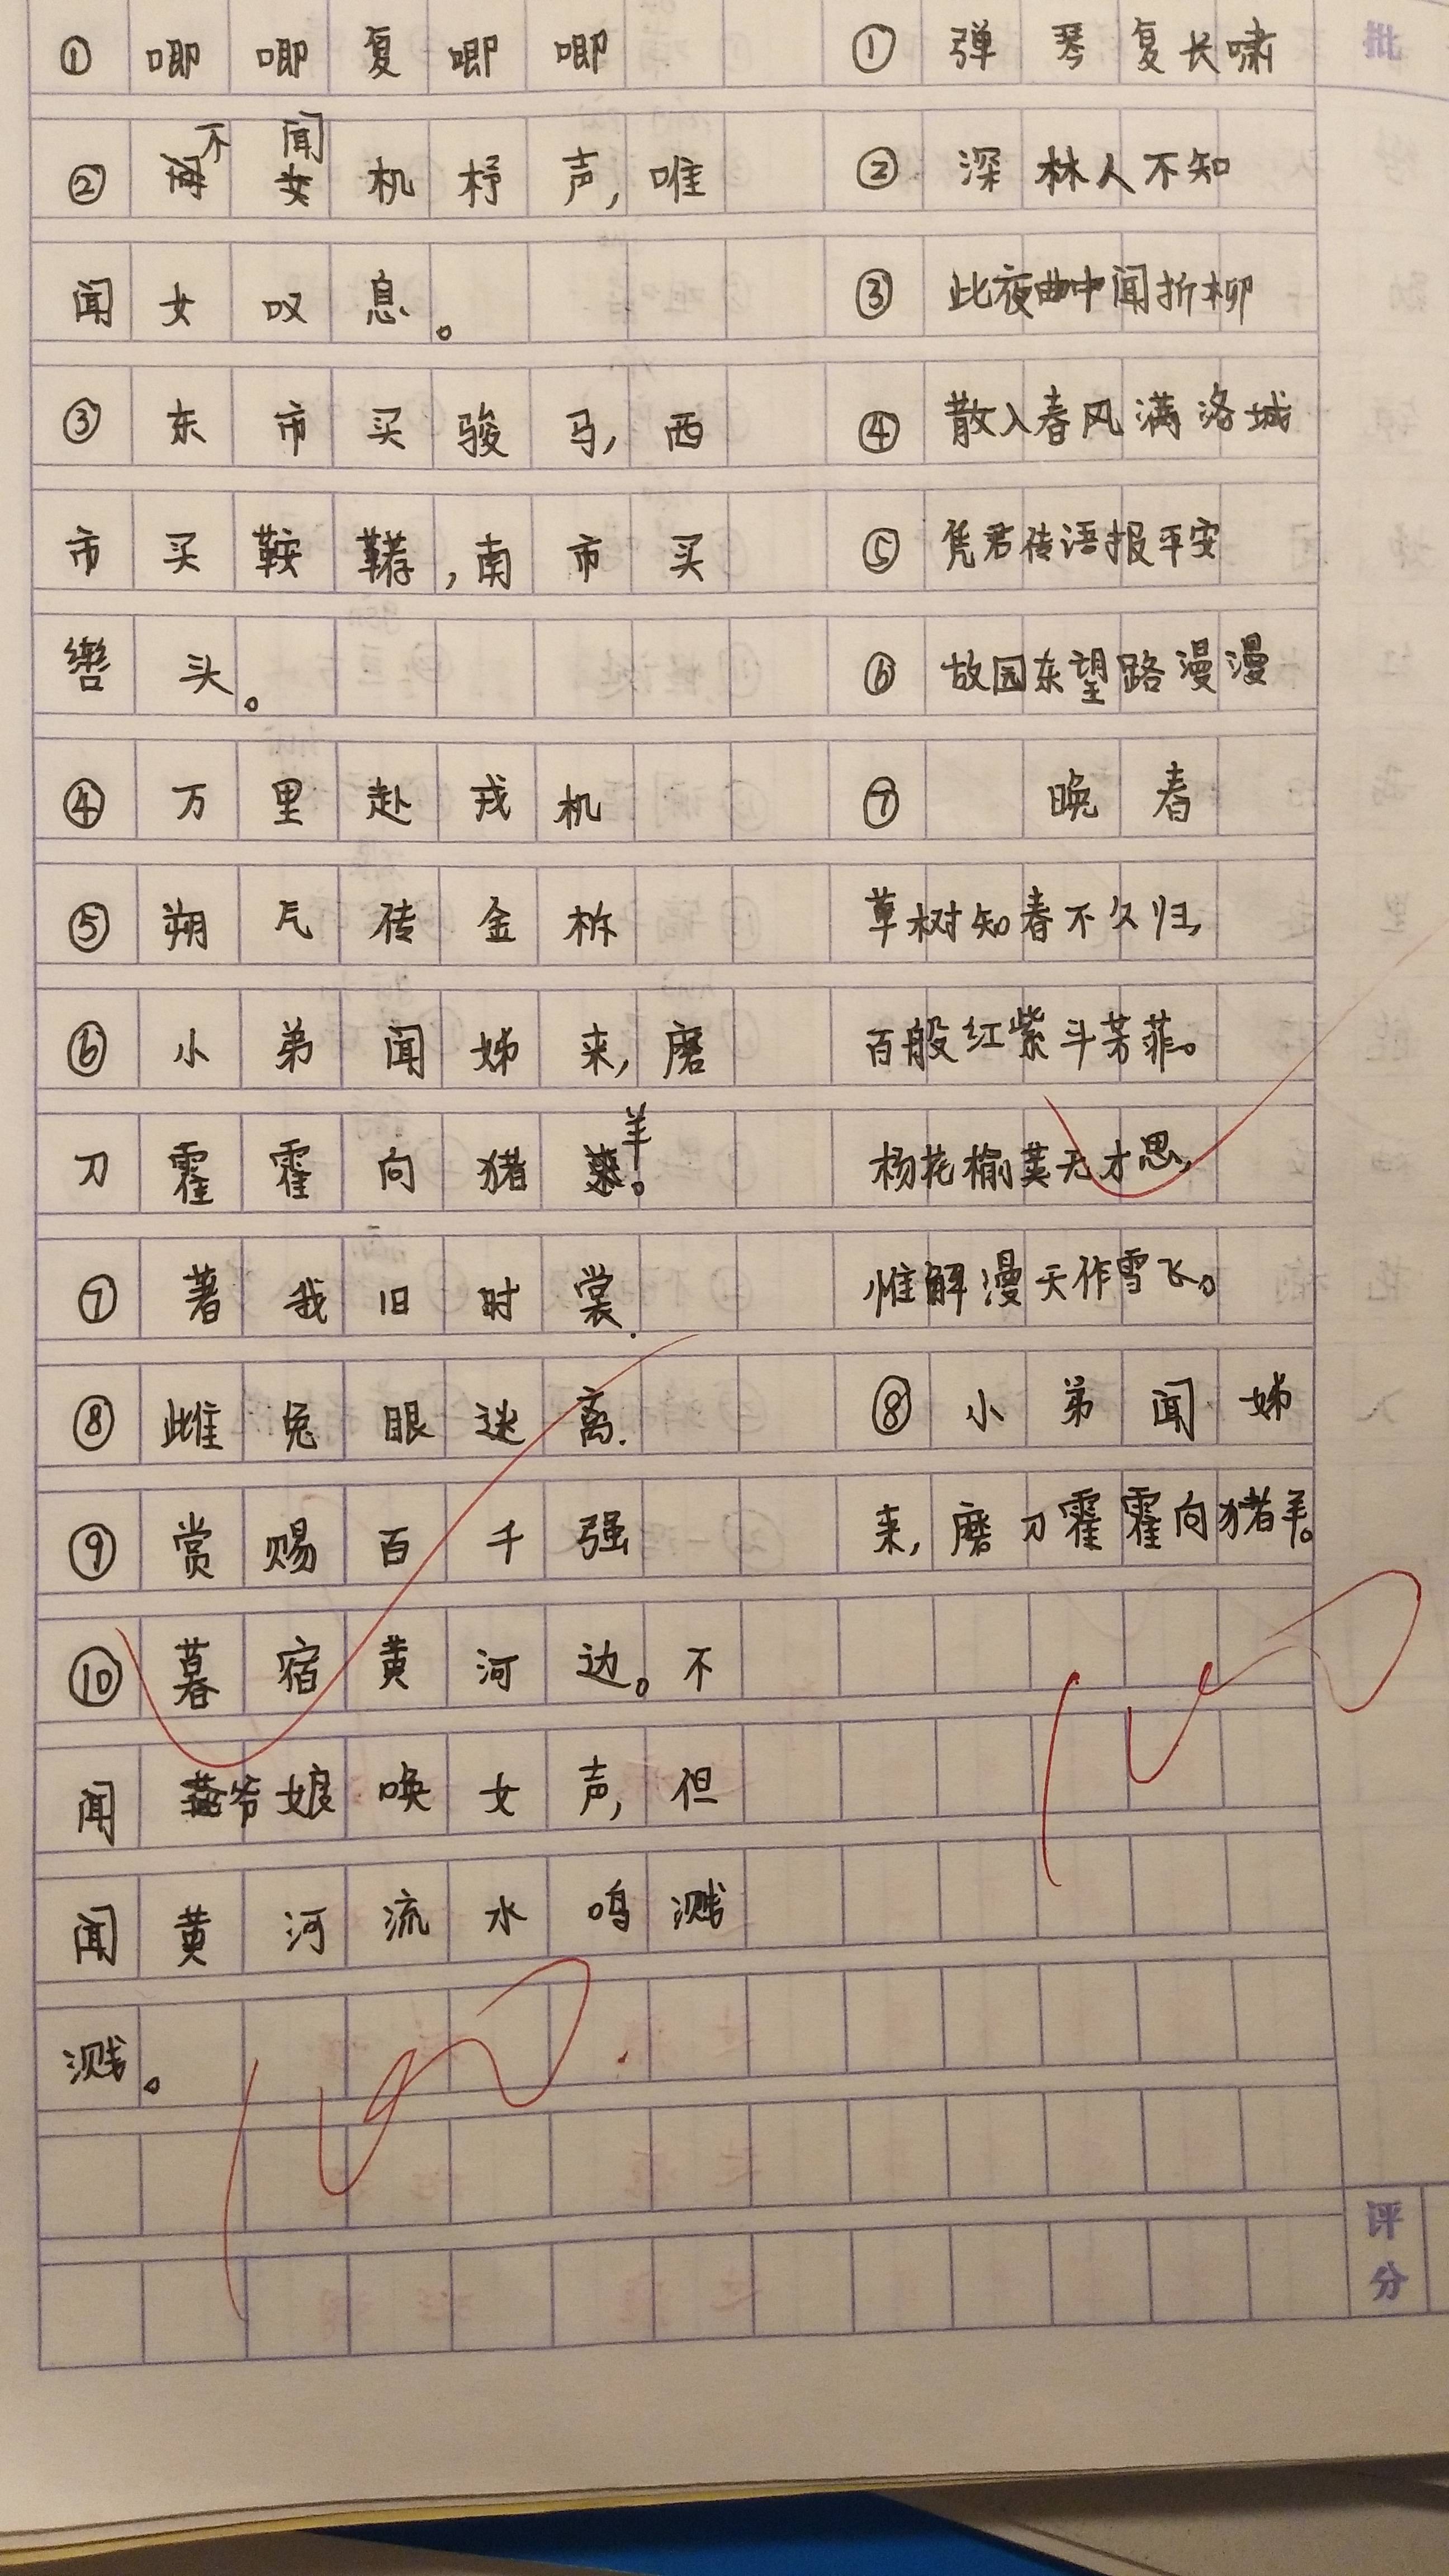 ① 唧唧复唧唧
② 不闻机杼声,唯
闻女叹息。
③ 东市买骏马,西
市买鞍鞯,南市买
辔头。
④ 万里赴戎机
⑤ 朔气传金柝
⑥ 小弟闻姊来,磨
刀霍霍向猪羊。
⑦ 著我旧时裳.
⑧ 雌兔眼迷离.
⑨ 赏赐百千强
⑩ 暮宿黄河边。不
闻爷娘唤女声,但
闻黄河流水鸣溅
溅。
① 弹琴复长啸
② 深林人不知
③ 此夜曲中闻折柳
④ 散入春风满洛城
⑤ 凭君传语报平安
⑥ 故园东望路漫漫
⑦ 晚春
草树知春不久归,
百般红紫斗芳菲。
杨花榆荚无才思,
惟解漫天作雪飞。
⑧ 小弟闻姊
来,磨刀霍霍向猪羊。
批
评
分